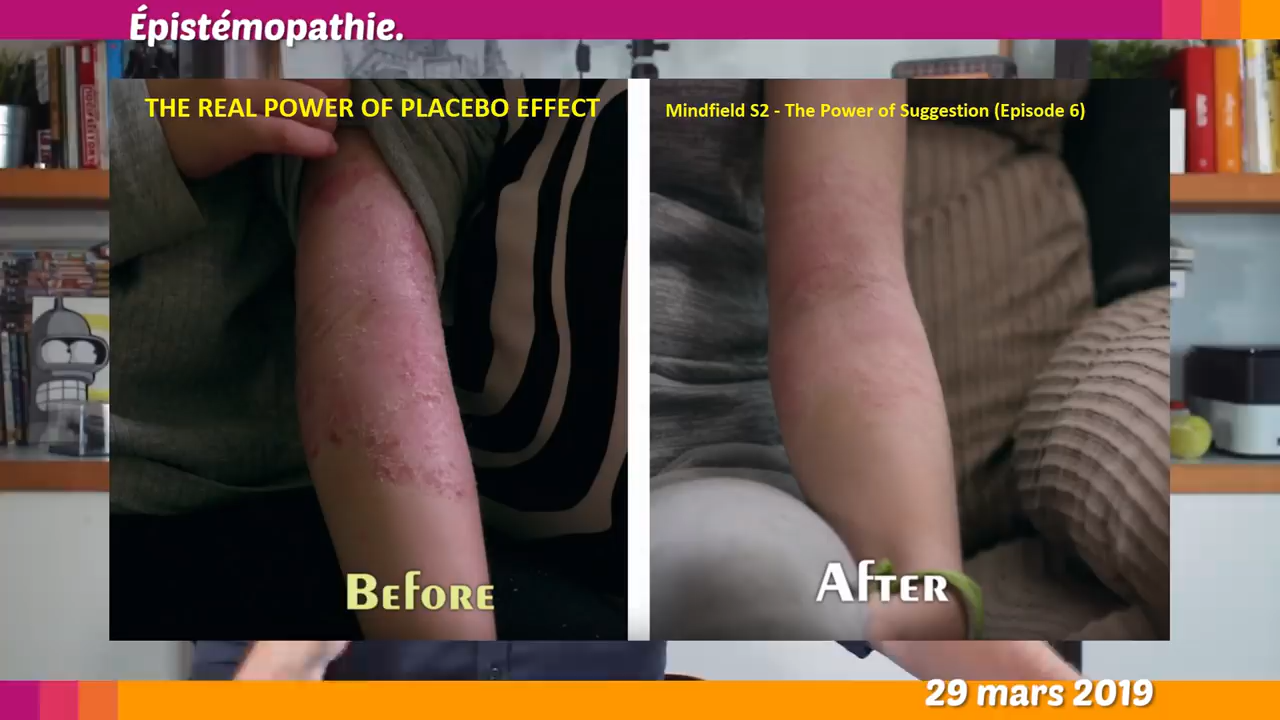 Épistémopathie.
THE REAL POWER OF PLACEBO EFFECT
Mindfield S2 - The Power of Suggestion (Episode 6)
BEFORE
AFTER
29 mars 2019